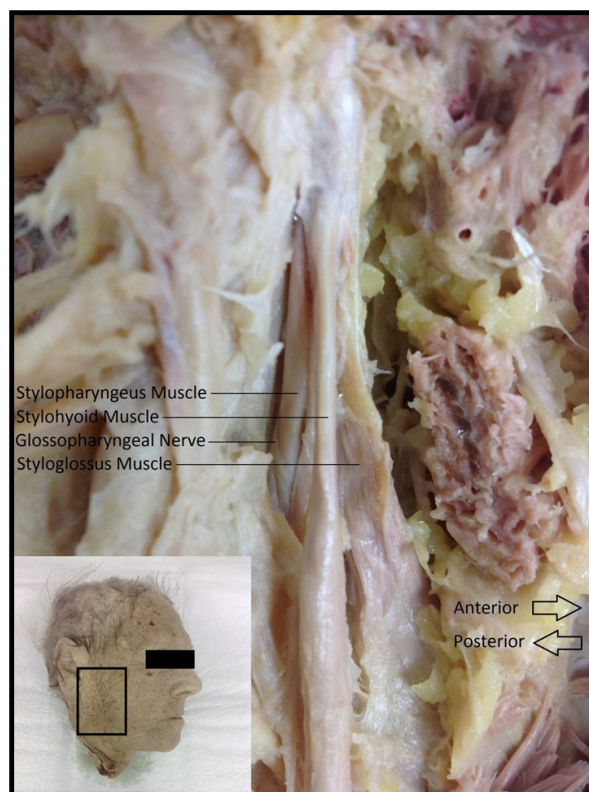 Stylopharyngeus Muscle
Stylohyoid Muscle
Glossopharyngeal Nerve
Styloglossus Muscle
Anterior
Posterior